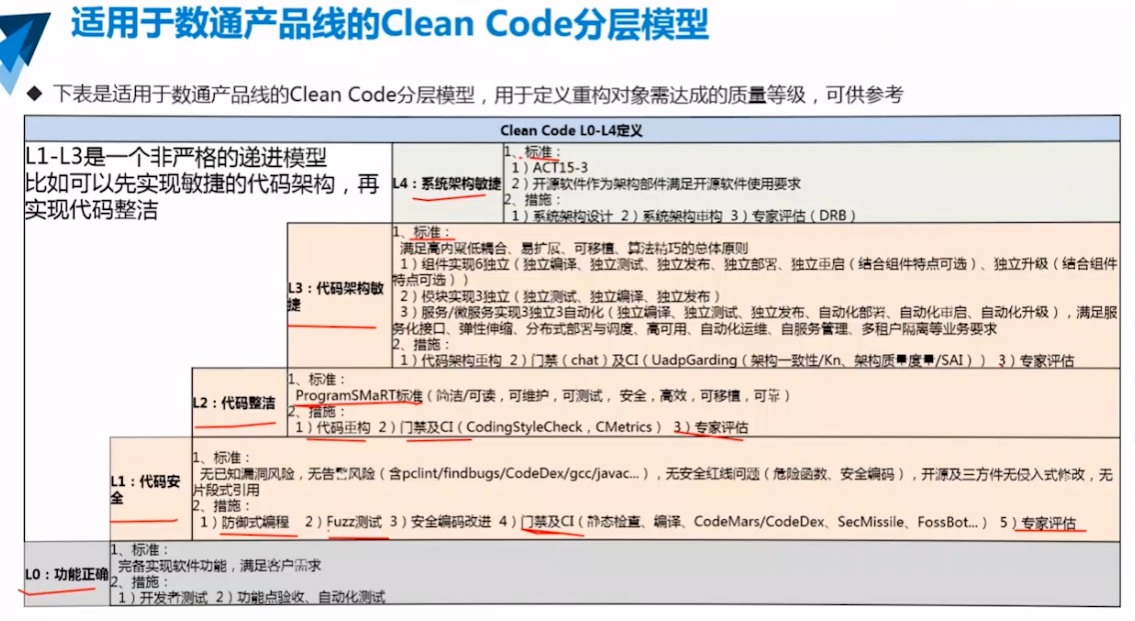 适用于数通产品线的Clean Code分层模型
◆ 下表是适用于数通产品线的Clean Code分层模型，用于定义重构对象需达成的质量等级，可供参考
Clean Code L0-L4定义
L1-L3是一个非严格的递进模型
比如可以先实现敏捷的代码架构，再
实现代码整洁
L4：系统架构敏捷
1、标准：
1）ACT15-3
2）开源软件作为架构部件满足开源软件使用要求
2、措施：
1）系统架构设计 2）系统架构重构 3）专家评估（DRB）
L3：代码架构敏
捷
1、标准：
满足高内聚低耦合、易扩展、可移植、算法精巧的总体原则
1）组件实现6独立（独立编译、独立测试、独立发布、独立部署、独立重启（结合组件特点可选）、独立升级（结合组件
特点可选））
2）模块实现3独立（独立测试、独立编译、独立发布）
3）服务/微服务实现3独立3自动化（独立编译、独立测试、独立发布、自动化部署、自动化重启、自动化升级），满足服
务化接口、弹性伸缩、分布式部署与调度、高可用、自动化运维、自服务管理、多租户隔离等业务要求
2、措施：
1）代码架构重构 2）门禁（chat）及CI（UadpGarding（架构一致性/Kn、架构质量度量/SAI）） 3）专家评估
L2：代码整洁
1、标准：
ProgramSMaRT标准（简洁/可读，可维护，可测试， 安全，高效，可移植，可靠）
2、措施：
1）代码重构 2）门禁及CI（CodingStyleCheck，CMetrics） 3）专家评估
L1：代码安
全
1、标准：
无已知漏洞风险，无告警风险（含pclint/findbugs/CodeDex/gcc/javac...），无安全红线问题（危险函数、安全编码），开源及三方件无侵入式修改，无
片段式引用
2、措施：
1）防御式编程 2）Fuzz测试 3）安全编码改进 4）门禁及CI（静态检查、编译、CodeMars/CodeDex、SecMissile、FossBot...） 5）专家评估
L0：功能正确
1、标准：
完备实现软件功能，满足客户需求
2、措施：
1）开发者测试 2）功能点验收、自动化测试